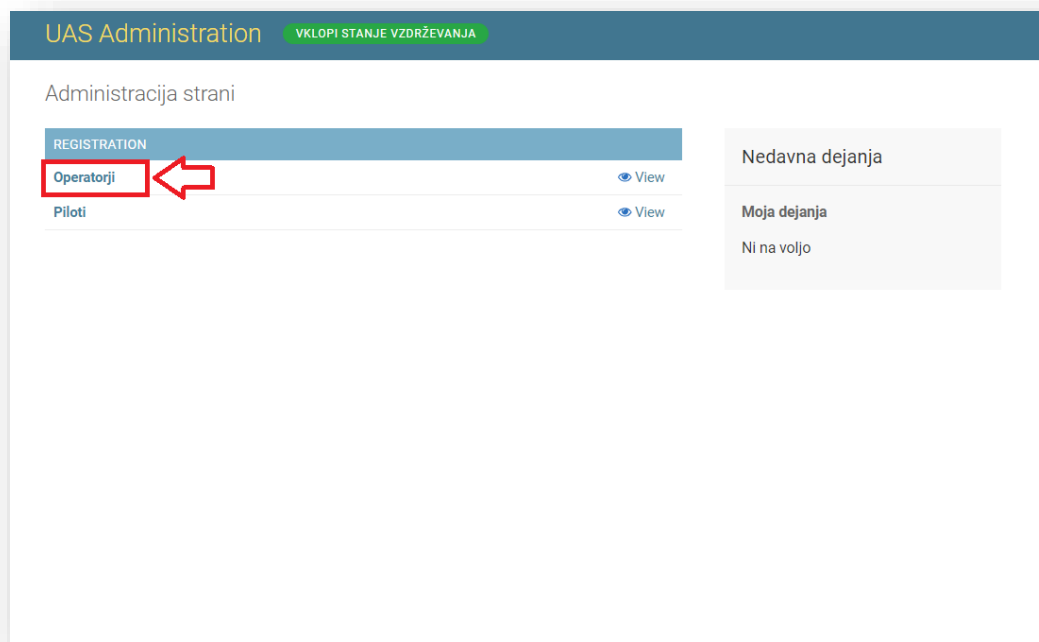 UAS Administration VKLOPI STANJE VZDRŽEVANJA
Administracija strani
REGISTRATION
Operatorji View
Piloti View
Nedavna dejanja
Moja dejanja
Ni na voljo